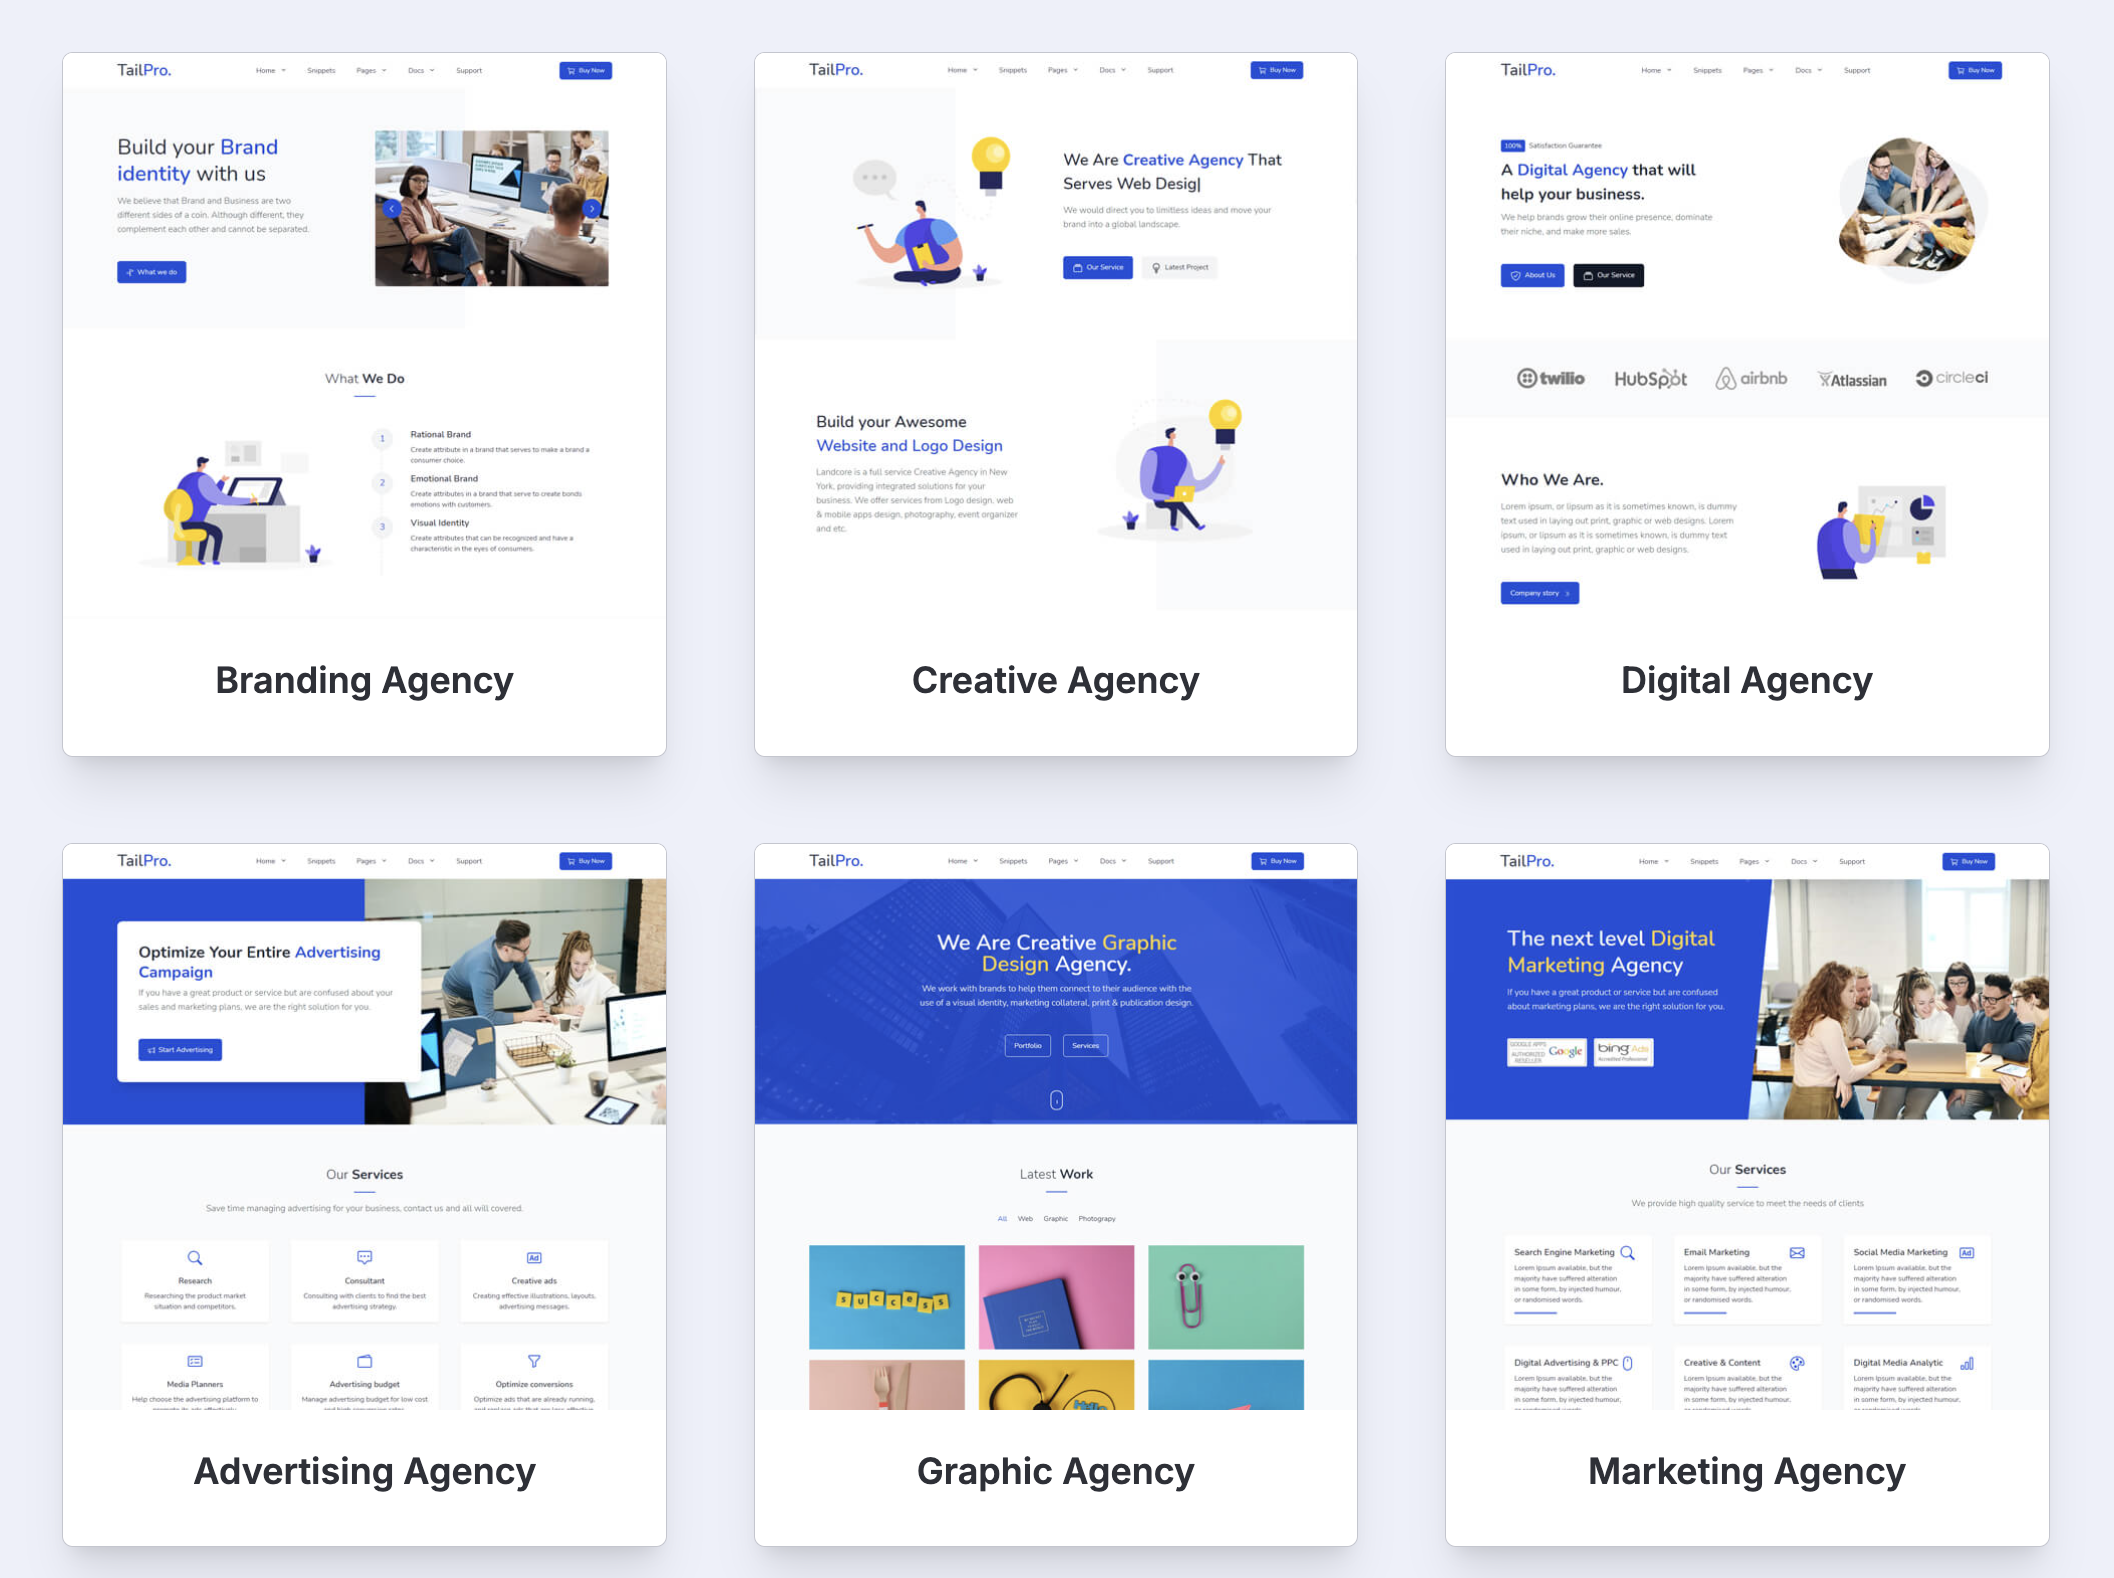 TailPro.
Home Snippets Pages Docs Support
Buy Now
Build your Brand
identity with us
We believe that Brand and Business are two
different sides of a coin. Although different, they
complement each other and cannot be separated.
What we do
What We Do
1
Rational Brand
Create attribute in a brand that serves to make a brand a
consumer choice.
2
Emotional Brand
Create attributes in a brand that serve to create bonds
emotions with customers.
3
Visual Identity
Create attributes that can be recognized and have a
characteristic in the eyes of consumers.
Branding Agency
TailPro.
Home Snippets Pages Docs Support
Buy Now
We Are Creative Agency That
Serves Web Desig|
We would direct you to limitless ideas and move your
brand into a global landscape.
Our Service
Latest Project
Build your Awesome
Website and Logo Design
Landcore is a full service Creative Agency in New
York, providing integrated solutions for your
business. We offer services from Logo design, web
& mobile apps design, photography, event organizer
and etc.
Creative Agency
TailPro.
Home Snippets Pages Docs Support
Buy Now
100% Satisfaction Guarantee
A Digital Agency that will
help your business.
We help brands grow their online presence, dominate
their niche, and make more sales.
About Us
Our Service
twilio HubSpot airbnb Atlassian circleci
Who We Are.
Lorem ipsum, or lipsum as it is sometimes known, is dummy
text used in laying out print, graphic or web designs. Lorem
ipsum, or lipsum as it is sometimes known, is dummy text
used in laying out print, graphic or web designs.
Company story
Digital Agency
TailPro.
Home Snippets Pages Docs Support
Buy Now
Optimize Your Entire Advertising
Campaign
If you have a great product or service but are confused about your
sales and marketing plans, we are the right solution for you.
Start Advertising
Our Services
Save time managing advertising for your business, contact us and all will covered.
Research
Researching the product market
situation and competitors.
Consultant
Consulting with clients to find the best
advertising strategy.
Ad
Creative ads
Creating effective illustrations, layouts,
advertising messages.
Media Planners
Help choose the advertising platform to
Advertising budget
Manage advertising budget for low cost
Optimize conversions
Optimize ads that are already running,
Advertising Agency
TailPro.
Home Snippets Pages Docs Support
Buy Now
We Are Creative Graphic
Design Agency.
We work with brands to help them connect to their audience with the
use of a visual identity, marketing collateral, print & publication design.
Portfolio
Services
Latest Work
All Web Graphic Photograpy
success
Hello
Graphic Agency
TailPro.
Home Snippets Pages Docs Support
Buy Now
The next level Digital
Marketing Agency
If you have a great product or service but are confused
about marketing plans, we are the right solution for you.
GOOGLE APPS
AUTHORIZED
RESELLER
Google
bing Ads
Accredited Professional
Our Services
We provide high quality service to meet the needs of clients
Search Engine Marketing
Lorem Ipsum available, but the
majority have suffered alteration
in some form, by injected humour,
or randomised words.
Email Marketing
Lorem Ipsum available, but the
majority have suffered alteration
in some form, by injected humour,
or randomised words.
Social Media Marketing
Ad
Lorem Ipsum available, but the
majority have suffered alteration
in some form, by injected humour,
or randomised words.
Digital Advertising & PPC
Lorem Ipsum available, but the
majority have suffered alteration
in some form, by injected humour,
Creative & Content
Lorem Ipsum available, but the
majority have suffered alteration
in some form, by injected humour,
Digital Media Analytic
Lorem Ipsum available, but the
majority have suffered alteration
in some form, by injected humour,
Marketing Agency